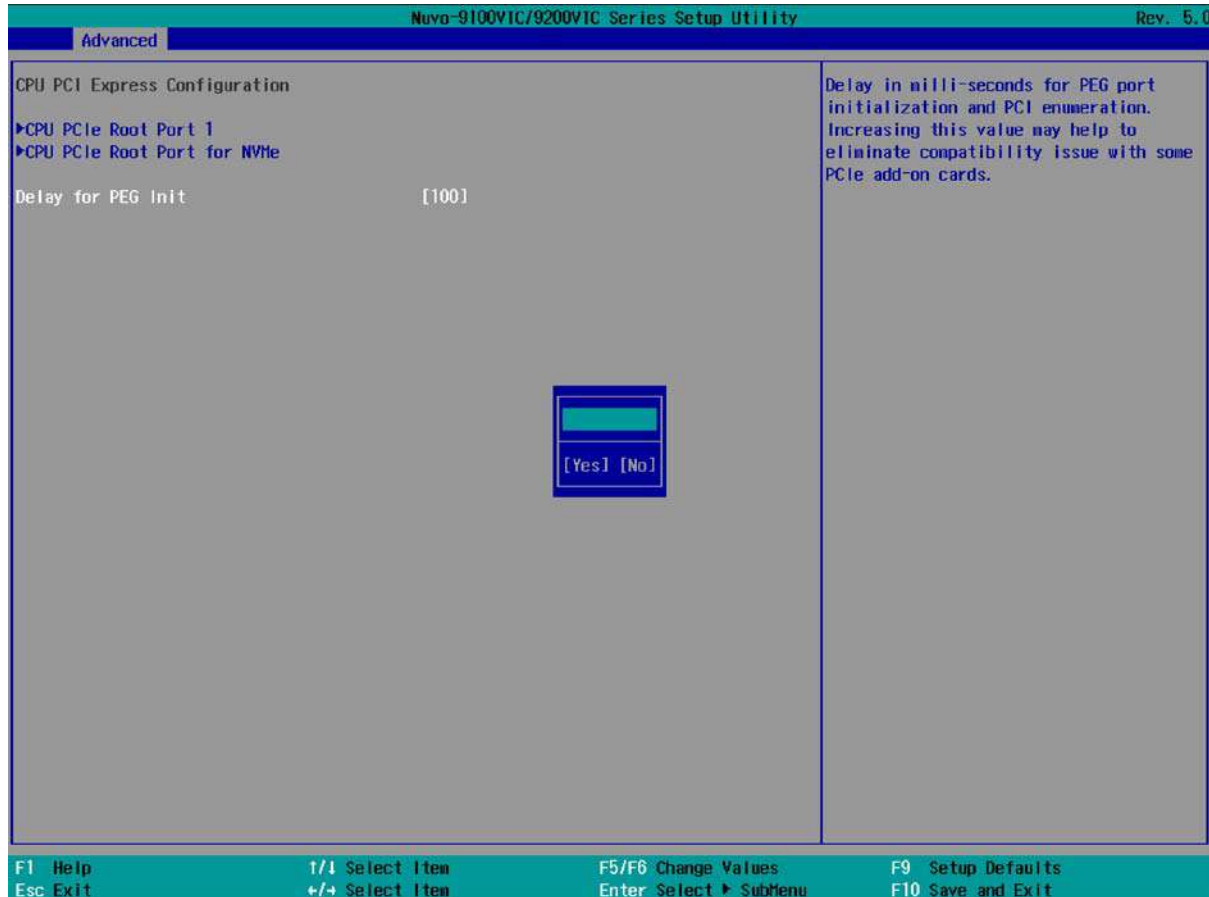 Nuvo-9100VTC/9200VTC Series Setup Utility Rev. 5.0
Advanced
CPU PCI Express Configuration
▶CPU PCIe Root Port 1
▶CPU PCIe Root Port for NVMe
Delay for PEG Init [100]
Delay in milli-seconds for PEG port
initialization and PCI enumeration.
Increasing this value may help to
eliminate compatibility issue with some
PCIe add-on cards.
[Yes] [No]
F1 Help ↑/↓ Select Item F5/F6 Change Values F9 Setup Defaults
Esc Exit ←/→ Select Item Enter Select ▶ SubMenu F10 Save and Exit